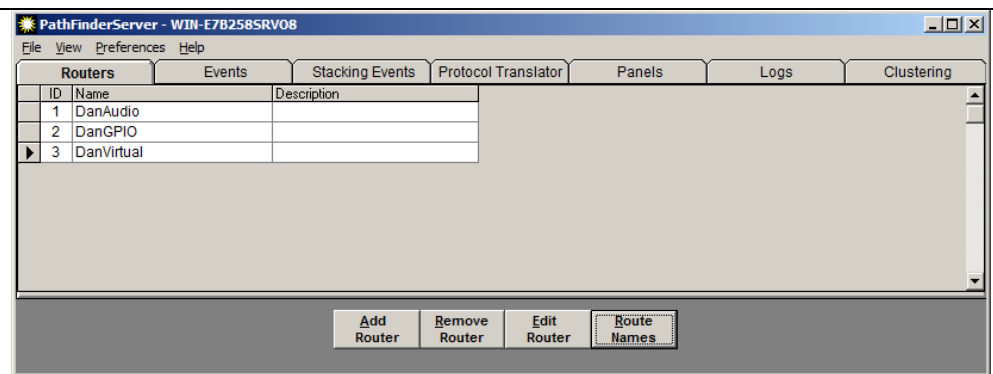 PathFinderServer - WIN-E7B258SRVO8
File View Preferences Help
Routers Events Stacking Events Protocol Translator Panels Logs Clustering
ID Name Description
1 DanAudio
2 DanGPIO
3 DanVirtual
Add Remove Edit Route
Router Router Router Names